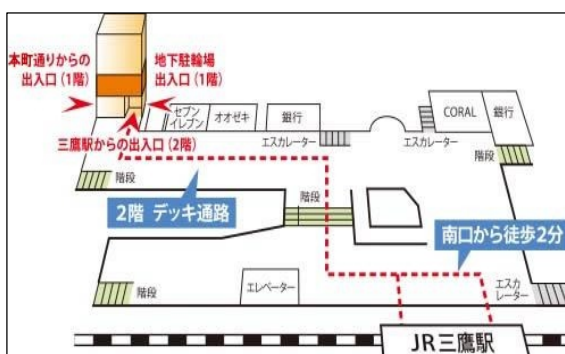 本町通りからの
出入口(1階)
地下駐輪場
出入口(1階)
セブン
イレブン
オオゼキ
銀行
CORAL
銀行
三鷹駅からの出入口(2階)
エスカレーター
エスカレーター
階段
階段
2階 デッキ通路
階段
南口から徒歩2分
階段
エレベーター
エスカ
レーター
JR三鷹駅